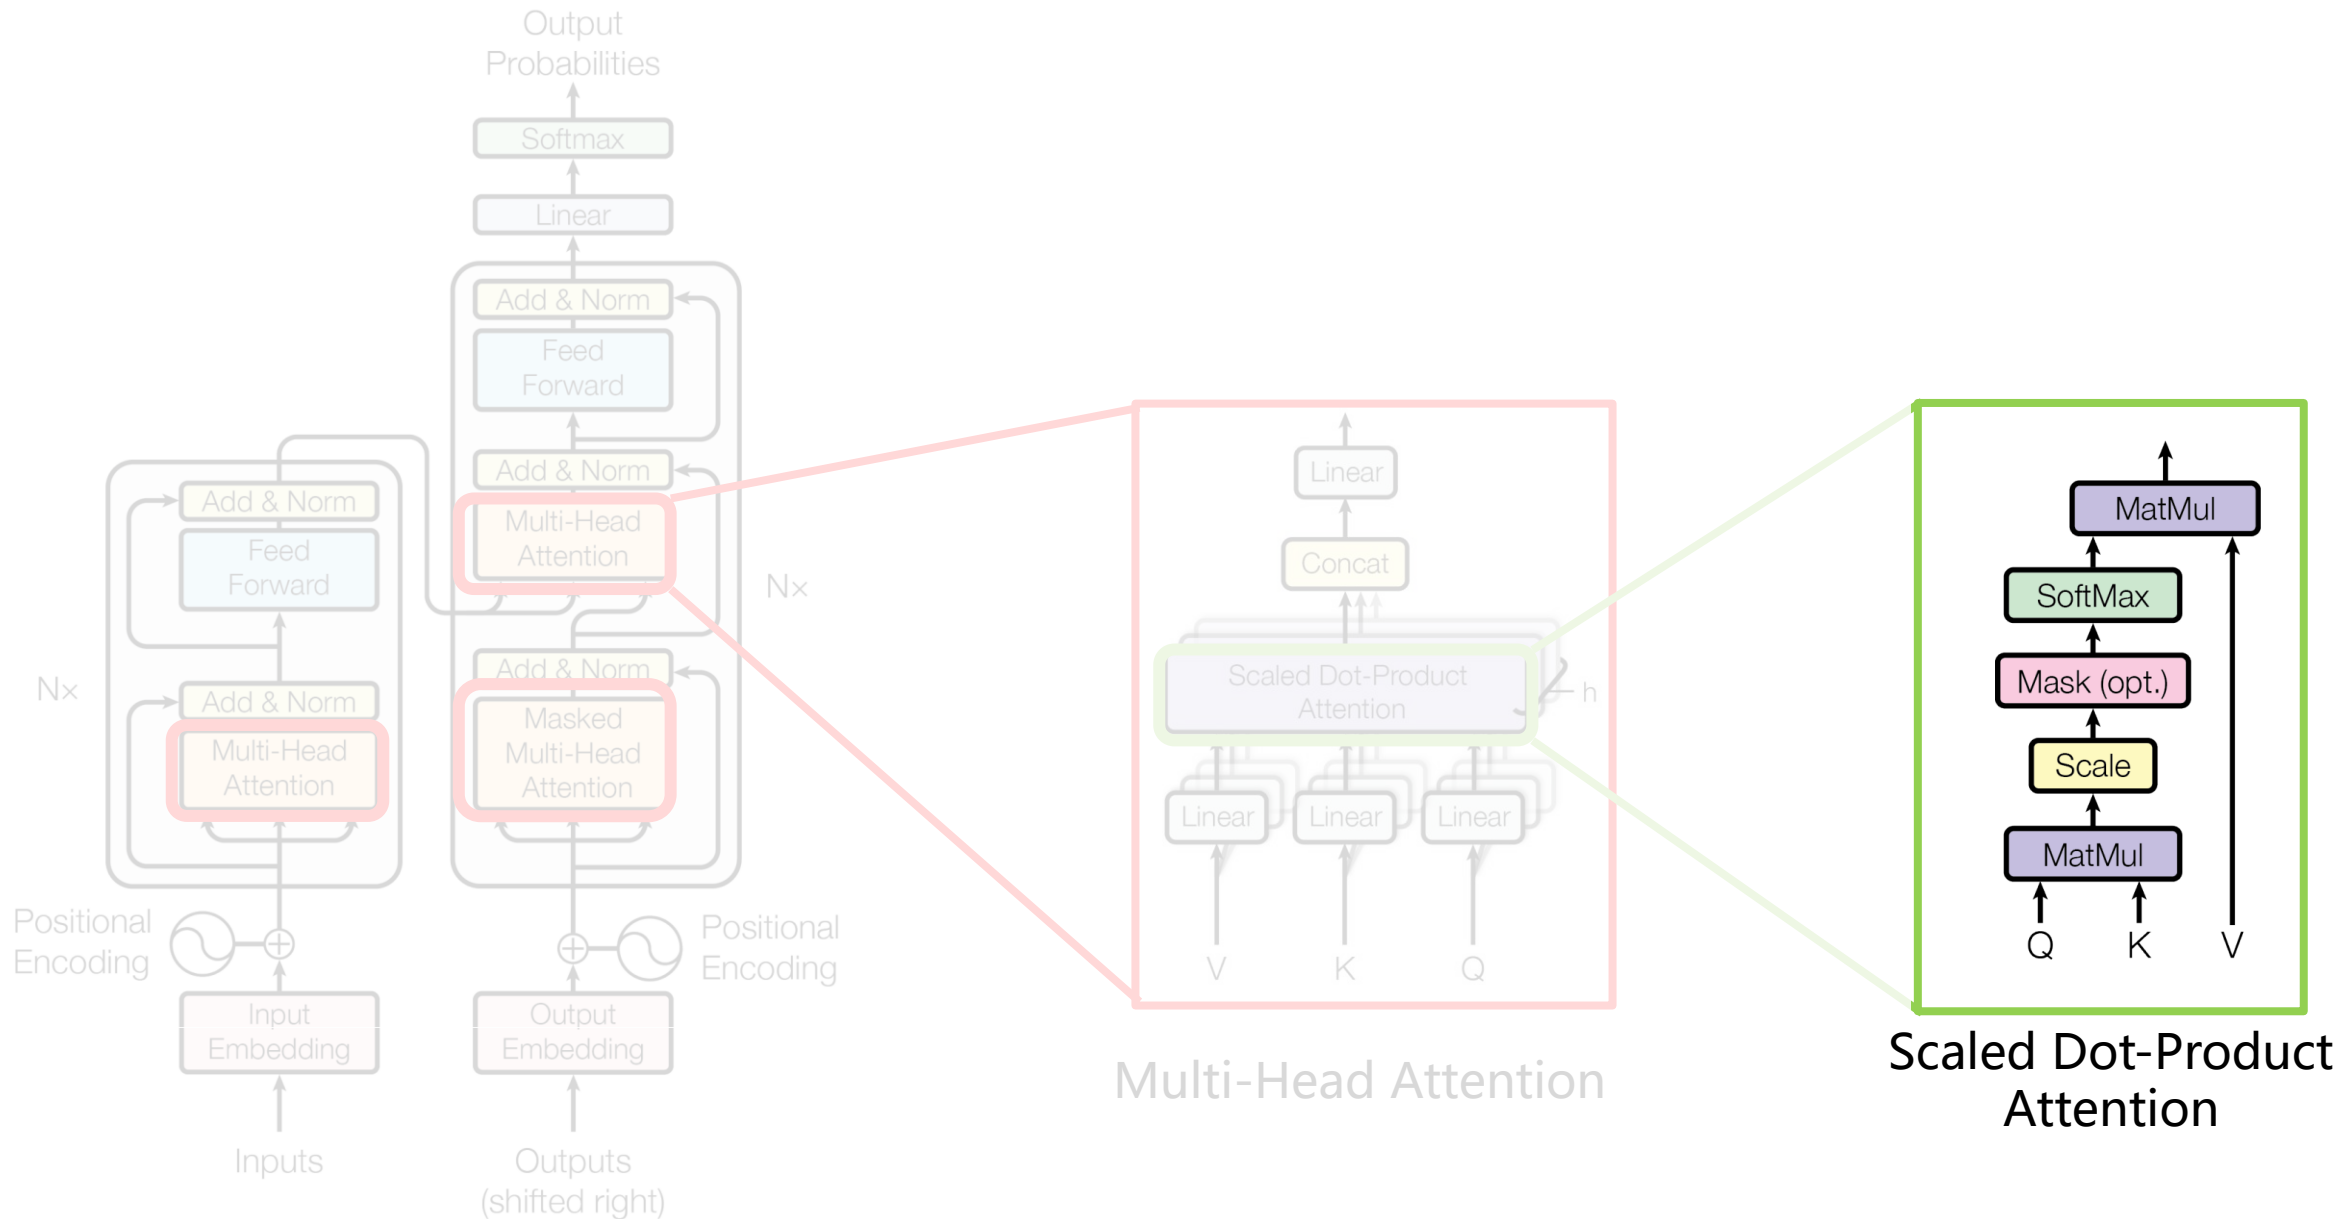 Output
Probabilities
Softmax
Linear
Add & Norm
Feed
Forward
Add & Norm
Multi-Head
Attention
Nx
Add & Norm
Masked
Multi-Head
Attention
Positional
Encoding
Output
Embedding
Outputs
(shifted right)
Add & Norm
Feed
Forward
Nx
Add & Norm
Multi-Head
Attention
Positional
Encoding
Input
Embedding
Inputs
Linear
Concat
Scaled Dot-Product
Attention
h
Linear
Linear
Linear
V
K
Q
Multi-Head Attention
MatMul
SoftMax
Mask (opt.)
Scale
MatMul
Q
K
V
Scaled Dot-Product
Attention